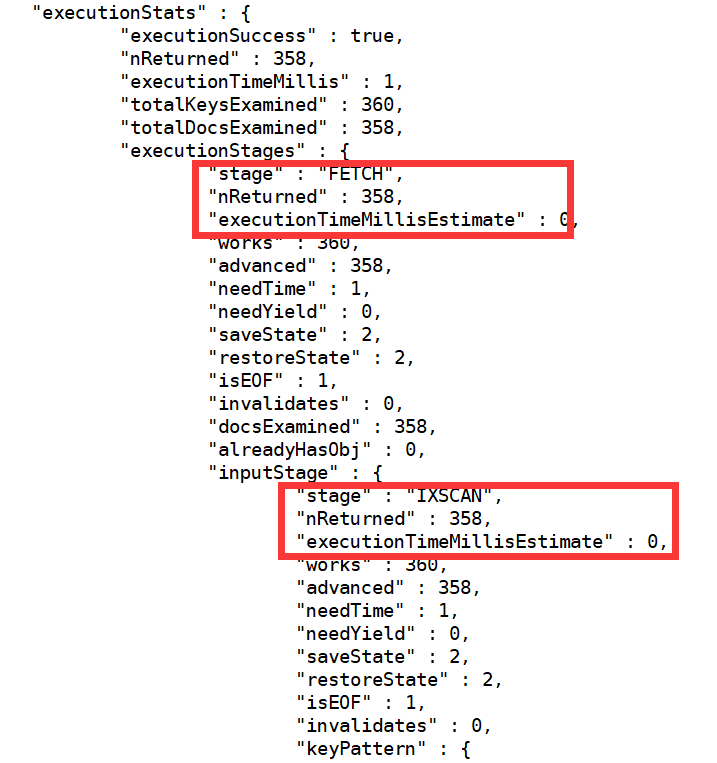 "executionStats" : {
"executionSuccess" : true,
"nReturned" : 358,
"executionTimeMillis" : 1,
"totalKeysExamined" : 360,
"totalDocsExamined" : 358,
"executionStages" : {
"stage" : "FETCH",
"nReturned" : 358,
"executionTimeMillisEstimate" : 0,
"works" : 360,
"advanced" : 358,
"needTime" : 1,
"needYield" : 0,
"saveState" : 2,
"restoreState" : 2,
"isEOF" : 1,
"invalidates" : 0,
"docsExamined" : 358,
"alreadyHasObj" : 0,
"inputStage" : {
"stage" : "IXSCAN",
"nReturned" : 358,
"executionTimeMillisEstimate" : 0,
"works" : 360,
"advanced" : 358,
"needTime" : 1,
"needYield" : 0,
"saveState" : 2,
"restoreState" : 2,
"isEOF" : 1,
"invalidates" : 0,
"keyPattern" : {